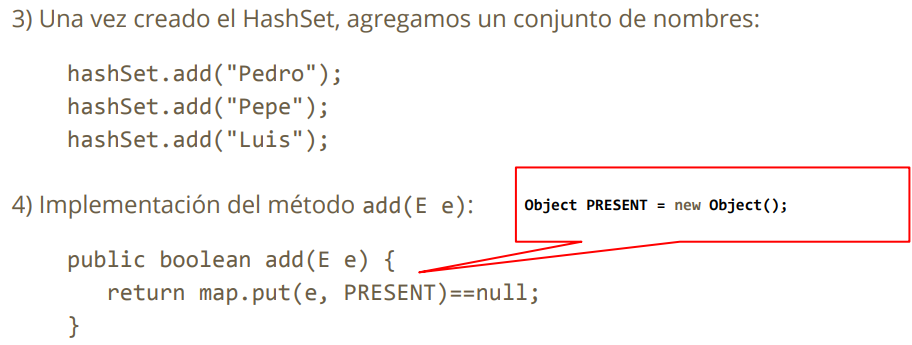 3) Una vez creado el HashSet, agregamos un conjunto de nombres:
hashSet.add("Pedro");
hashSet.add("Pepe");
hashSet.add("Luis");
4) Implementación del método add(E e):
Object PRESENT = new Object();
public boolean add(E e) {
return map.put(e, PRESENT)==null;
}